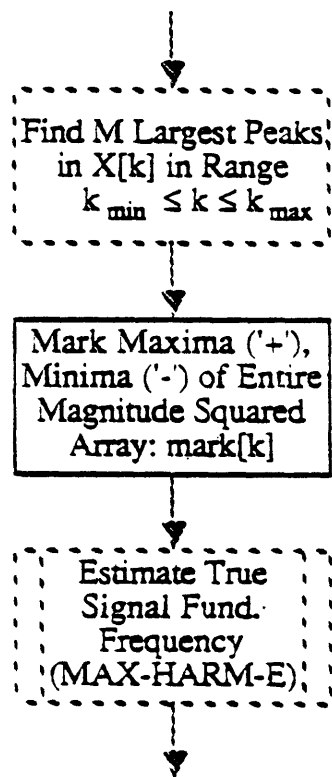 Find M Largest Peaks
in X[k] in Range
k min ≤ k ≤ k max
Mark Maxima ('+'),
Minima ('-') of Entire
Magnitude Squared
Array: mark[k]
Estimate True
Signal Fund.
Frequency
(MAX-HARM-E)